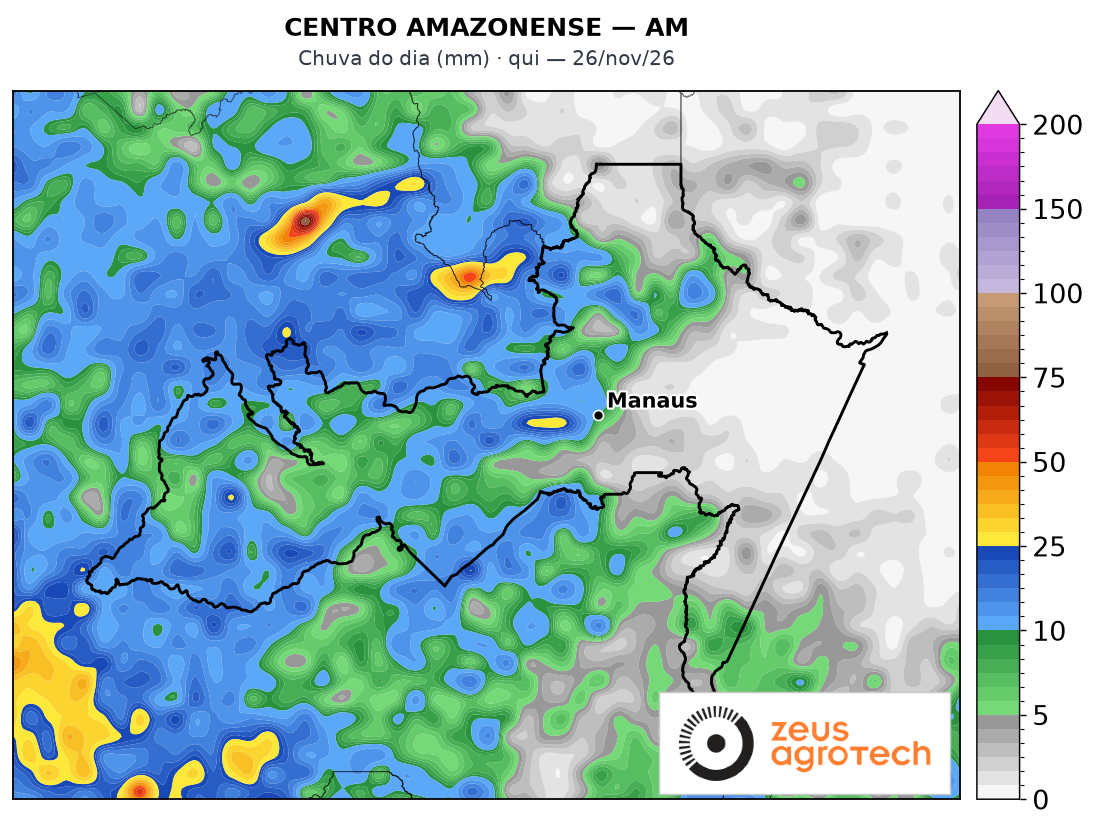 CENTRO AMAZONENSE — AM
Chuva do dia (mm) · qui — 26/nov/26
200
150
100
75
50
25
10
5
0
Manaus
zeus
agrotech